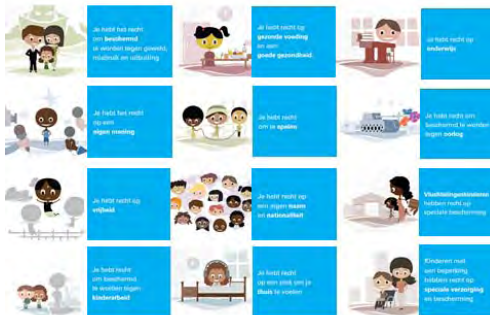 Je hebt het recht
om beschermd
te worden tegen geweld,
misbruik en uitbuiting
Je hebt recht op
gezonde voeding
en een
goede gezondheid
Je hebt recht op
onderwijs
Je hebt het recht
op een
eigen mening
Je hebt recht
om te spelen
Je hebt recht om
beschermd te worden
tegen oorlog
Je hebt recht op
vrijheid
Je hebt recht op
een eigen naam
en nationaliteit
Vluchtelingenkinderen
hebben recht op
speciale bescherming
Je hebt recht
om beschermd
te worden tegen
kinderarbeid
Je hebt recht
op een plek om je
thuis te voelen
Kinderen met
een beperking
hebben recht op
speciale verzorging
en bescherming